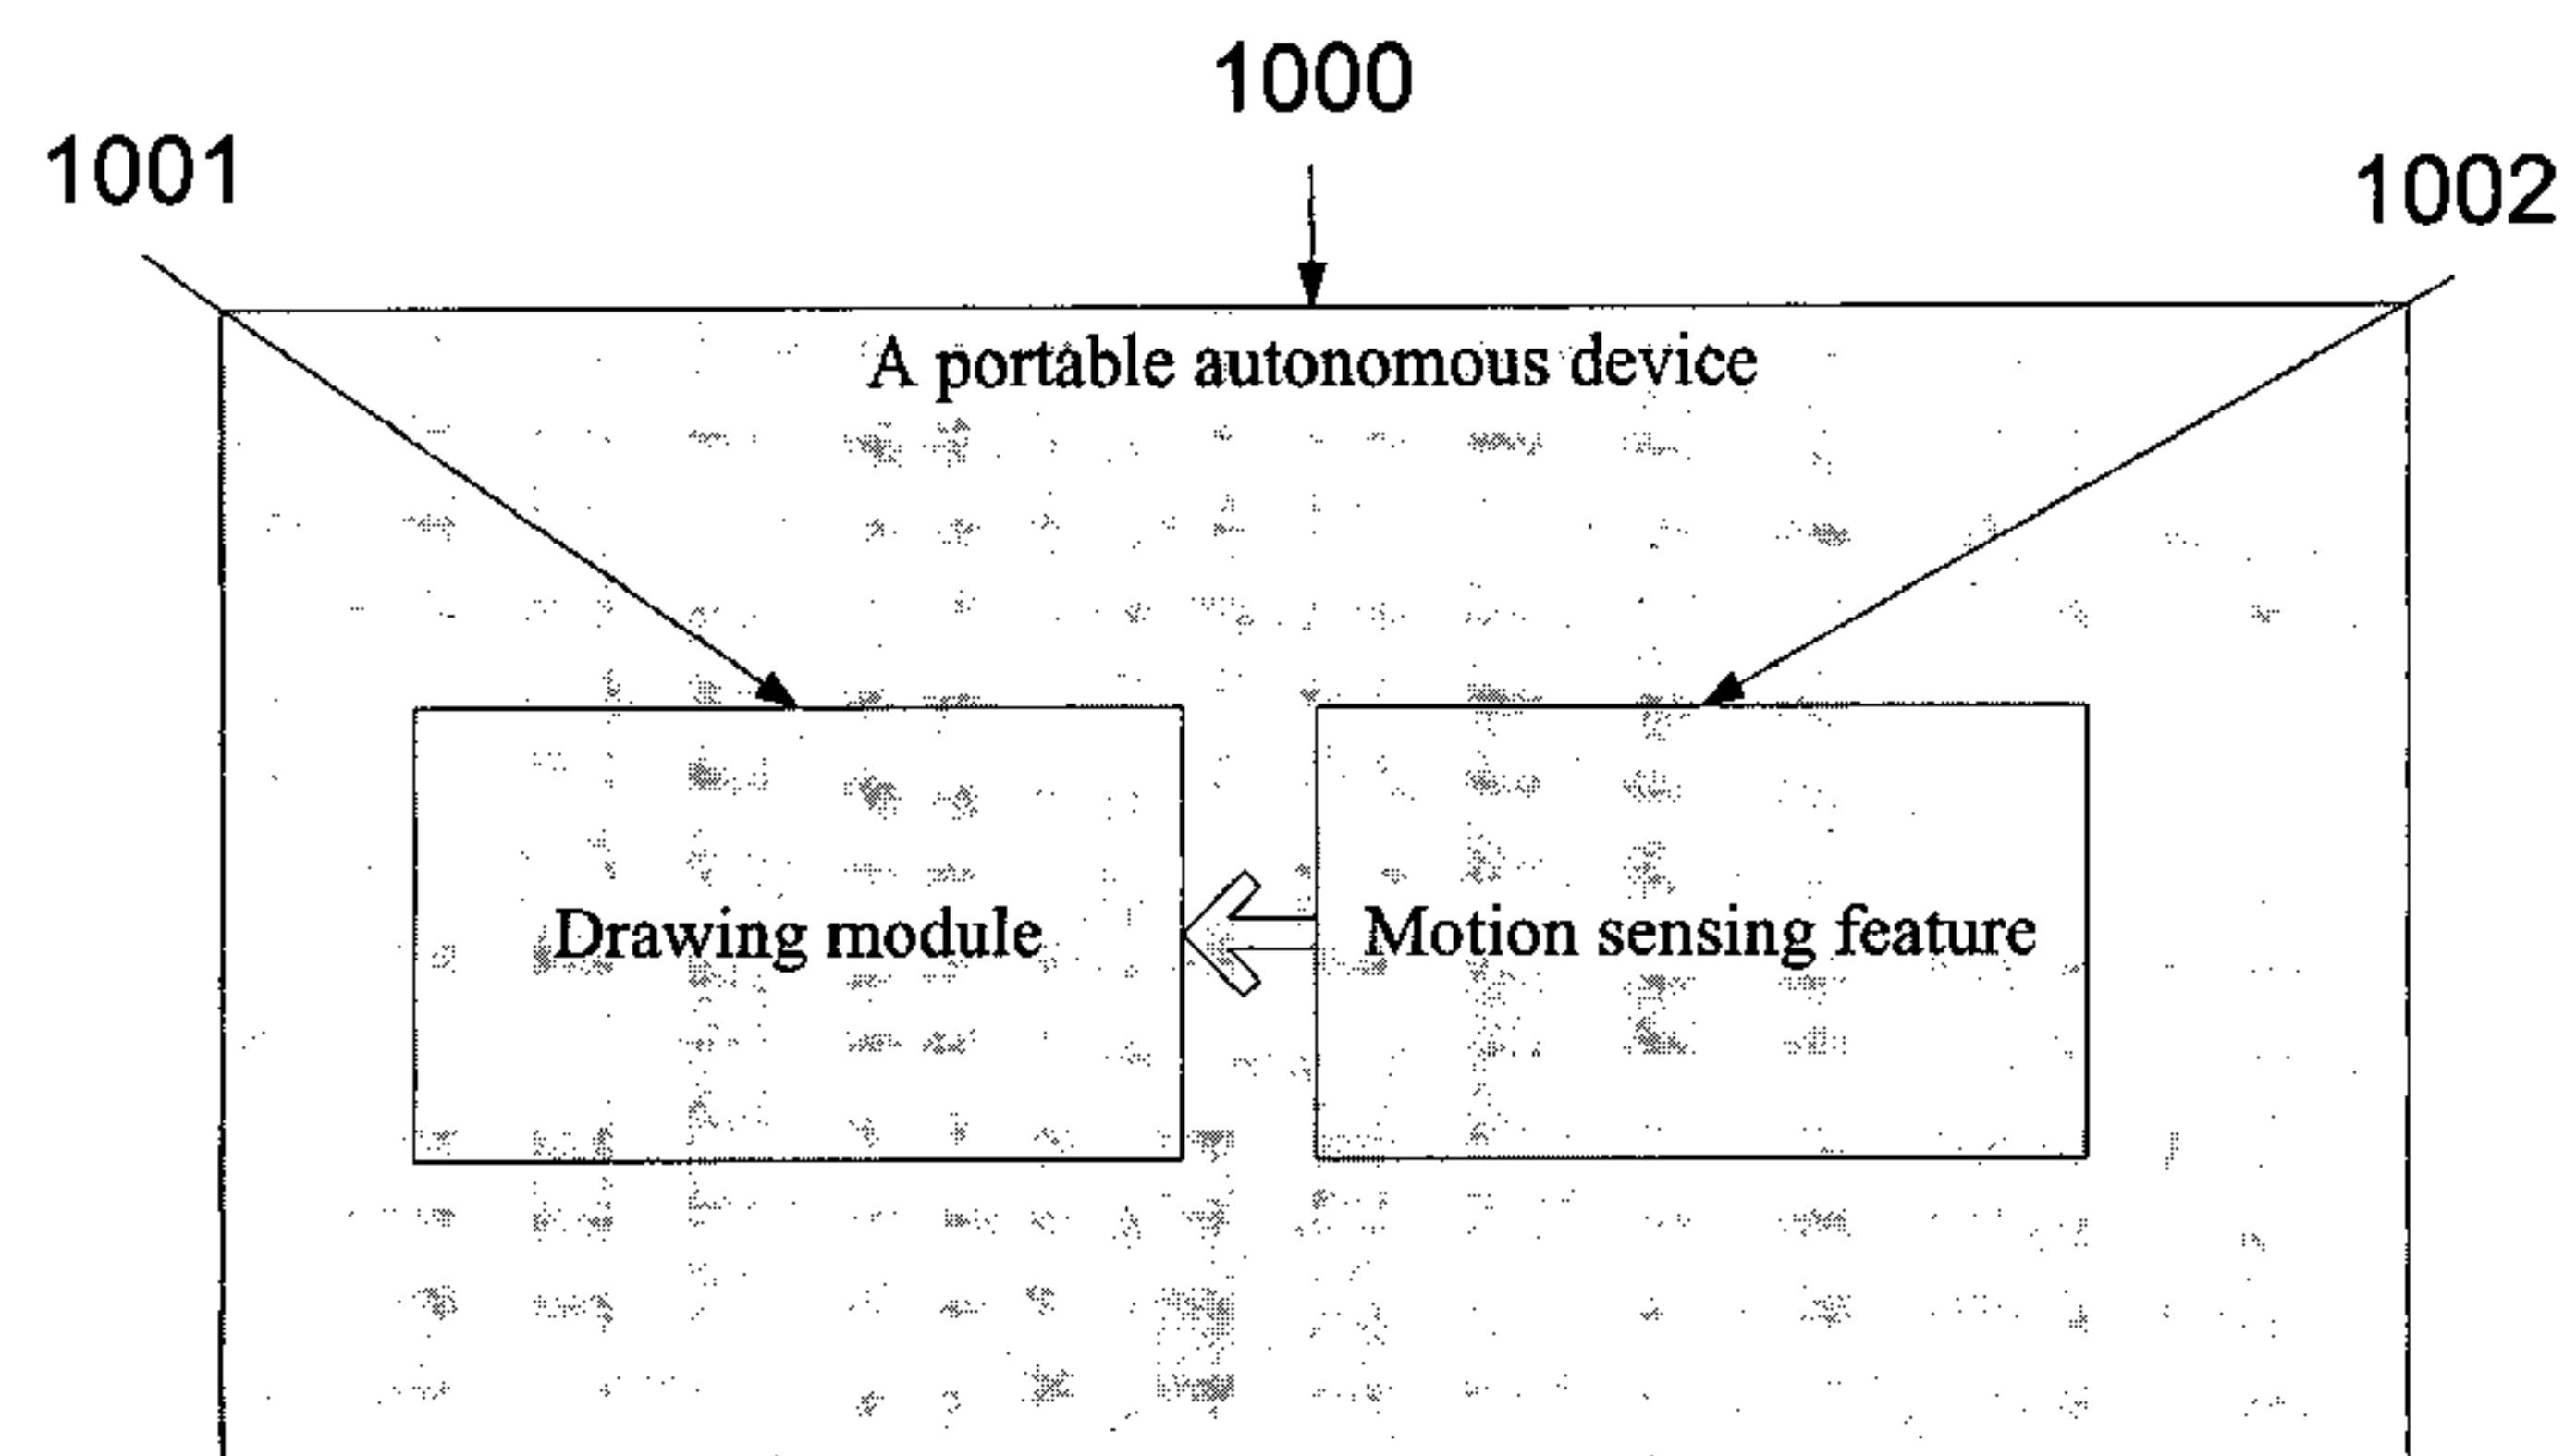 1000
1001
1002
A portable autonomous device
Drawing module
Motion sensing feature